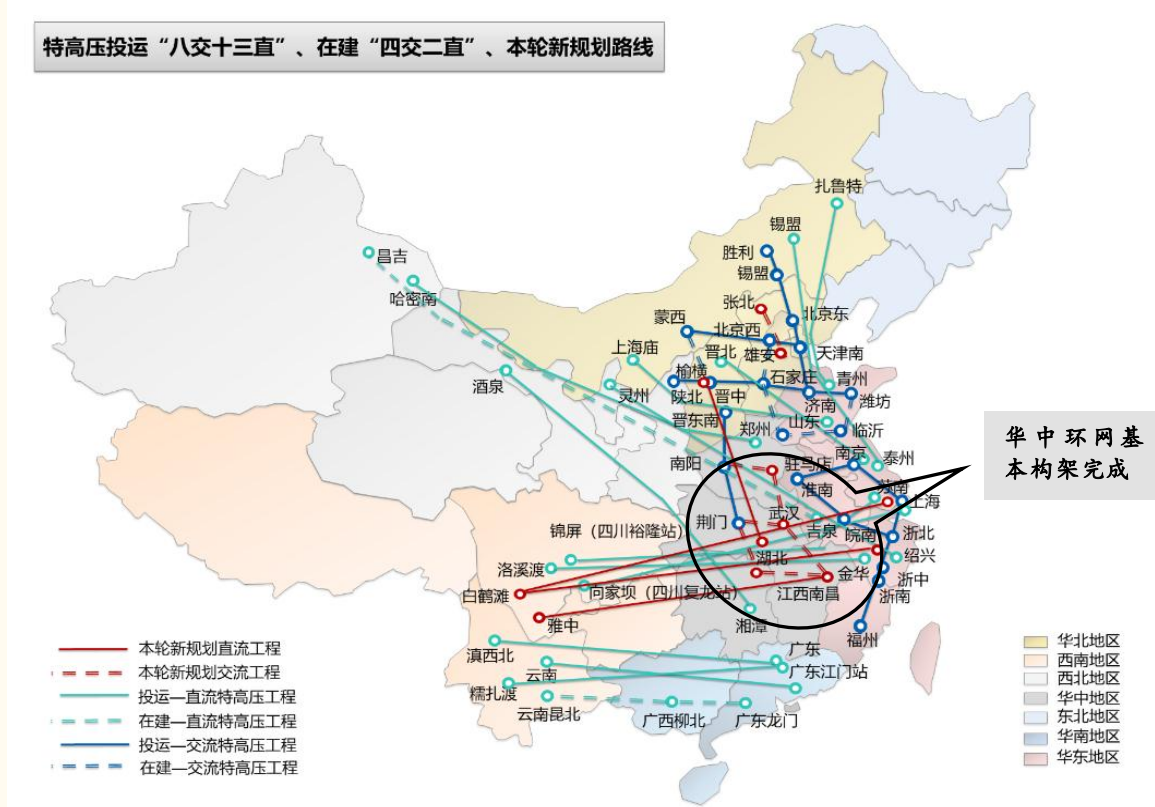 特高压投运“八交十三直”、在建“四交二直”、本轮新规划路线
扎鲁特
锡盟
胜利
昌吉
锡盟
哈密南
张北
北京东
蒙西
北京西
上海庙
晋北
雄安
天津南
酒泉
榆横
石家庄
青州
灵州
陕北
晋中
济南
潍坊
晋东南
郑州
山东
临沂
华中环网基
本构架完成
南阳
驻马店
南京
泰州
淮南
苏南
上海
荆门
武汉
吉泉
皖南
浙北
锦屏（四川裕隆站）
湖北
绍兴
洛溪渡
金华
浙中
白鹤滩
向家坝（四川复龙站）
江西南昌
浙南
雅中
湘潭
福州
滇西北
广东
云南
广东江门站
糯扎渡
云南昆北
广西柳北
广东龙门
本轮新规划直流工程
本轮新规划交流工程
投运—直流特高压工程
在建—直流特高压工程
投运—交流特高压工程
在建—交流特高压工程
华北地区
西南地区
西北地区
华中地区
东北地区
华南地区
华东地区